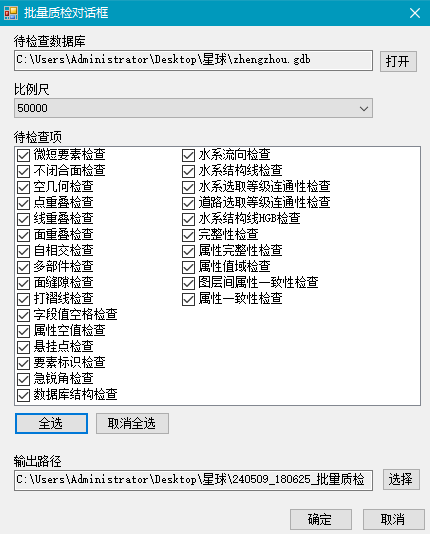 批量质检对话框
待检查数据库
C:\Users\Administrator\Desktop\星球\zhengzhou.gdb
打开
比例尺
50000
待检查项
微短要素检查
不闭合面检查
空几何检查
点重叠检查
线重叠检查
面重叠检查
自相交检查
多部件检查
面缝隙检查
打褶线检查
字段值空格检查
属性空值检查
悬挂点检查
要素标识检查
急锐角检查
数据库结构检查
水系流向检查
水系结构线检查
水系选取等级连通性检查
道路选取等级连通性检查
水系结构线HGB检查
完整性检查
属性完整性检查
属性值域检查
图层间属性一致性检查
属性一致性检查
全选
取消全选
输出路径
C:\Users\Administrator\Desktop\星球\240509_180625_批量质检
选择
确定
取消